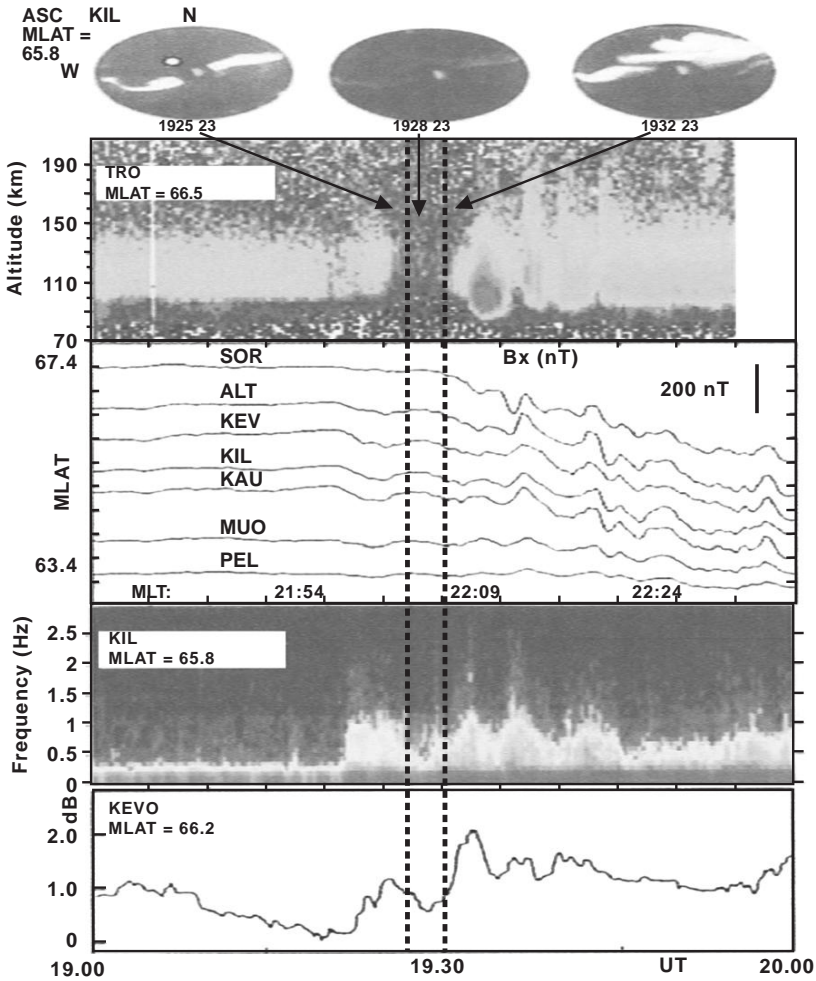 ASC KIL N
MLAT =
65.8
W
1925 23 1928 23 1932 23
Altitude (km)
190
150
110
70
TRO
MLAT = 66.5
MLAT
67.4
63.4
Bx (nT)
200 nT
SOR
ALT
KEV
KIL
KAU
MUO
PEL
MLT: 21:54 22:09 22:24
Frequency (Hz)
2.5
2
1.5
1
0.5
0
KIL
MLAT = 65.8
dB
2.0
1.0
0
KEVO
MLAT = 66.2
19.00 19.30 UT 20.00